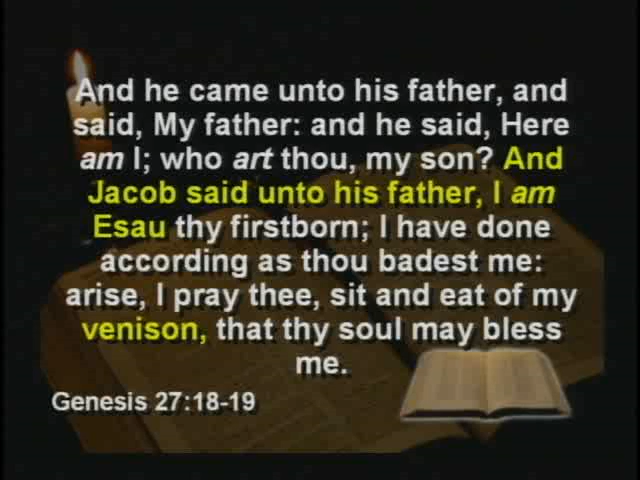 And he came unto his father, and
said, My father: and he said, Here
am I; who art thou, my son? And
Jacob said unto his father, I am
Esau thy firstborn; I have done
according as thou badest me:
arise, I pray thee, sit and eat of my
venison, that thy soul may bless
me.
Genesis 27:18-19